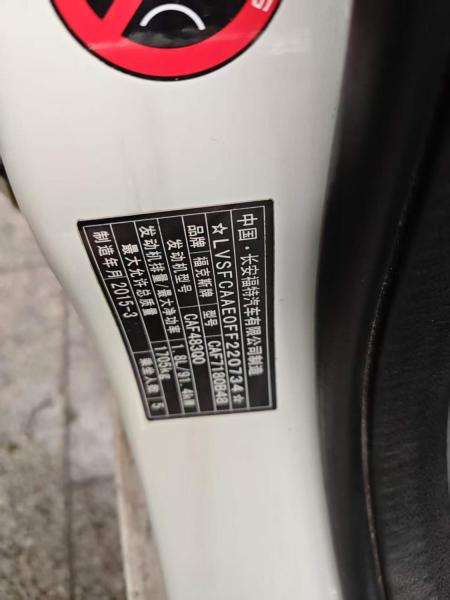 中国·长安福特汽车有限公司制造
☆LVSFCAAE0FF220734☆
品牌 福克斯牌 型号 CAF7180B48
发动机型号 CAF483Q0
发动机排量/最大净功率 1.8L/91.4kW
最大允许总质量 1705kg
制造年月 2015-3 乘坐人数 5